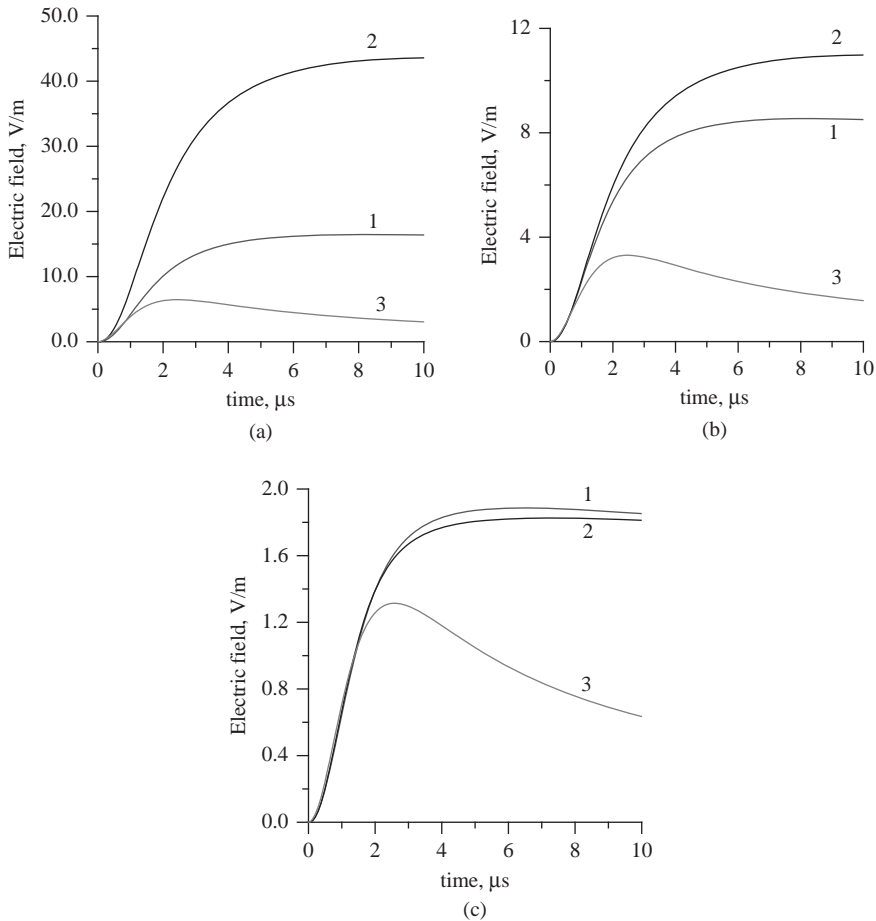 50.0
40.0
30.0
20.0
10.0
0.0
Electric field, V/m
2
1
3
0 2 4 6 8 10
time, μs
(a)
12
8
4
0
Electric field, V/m
2
1
3
0 2 4 6 8 10
time, μs
(b)
2.0
1.6
1.2
0.8
0.4
0.0
Electric field, V/m
1
2
3
0 2 4 6 8 10
time, μs
(c)